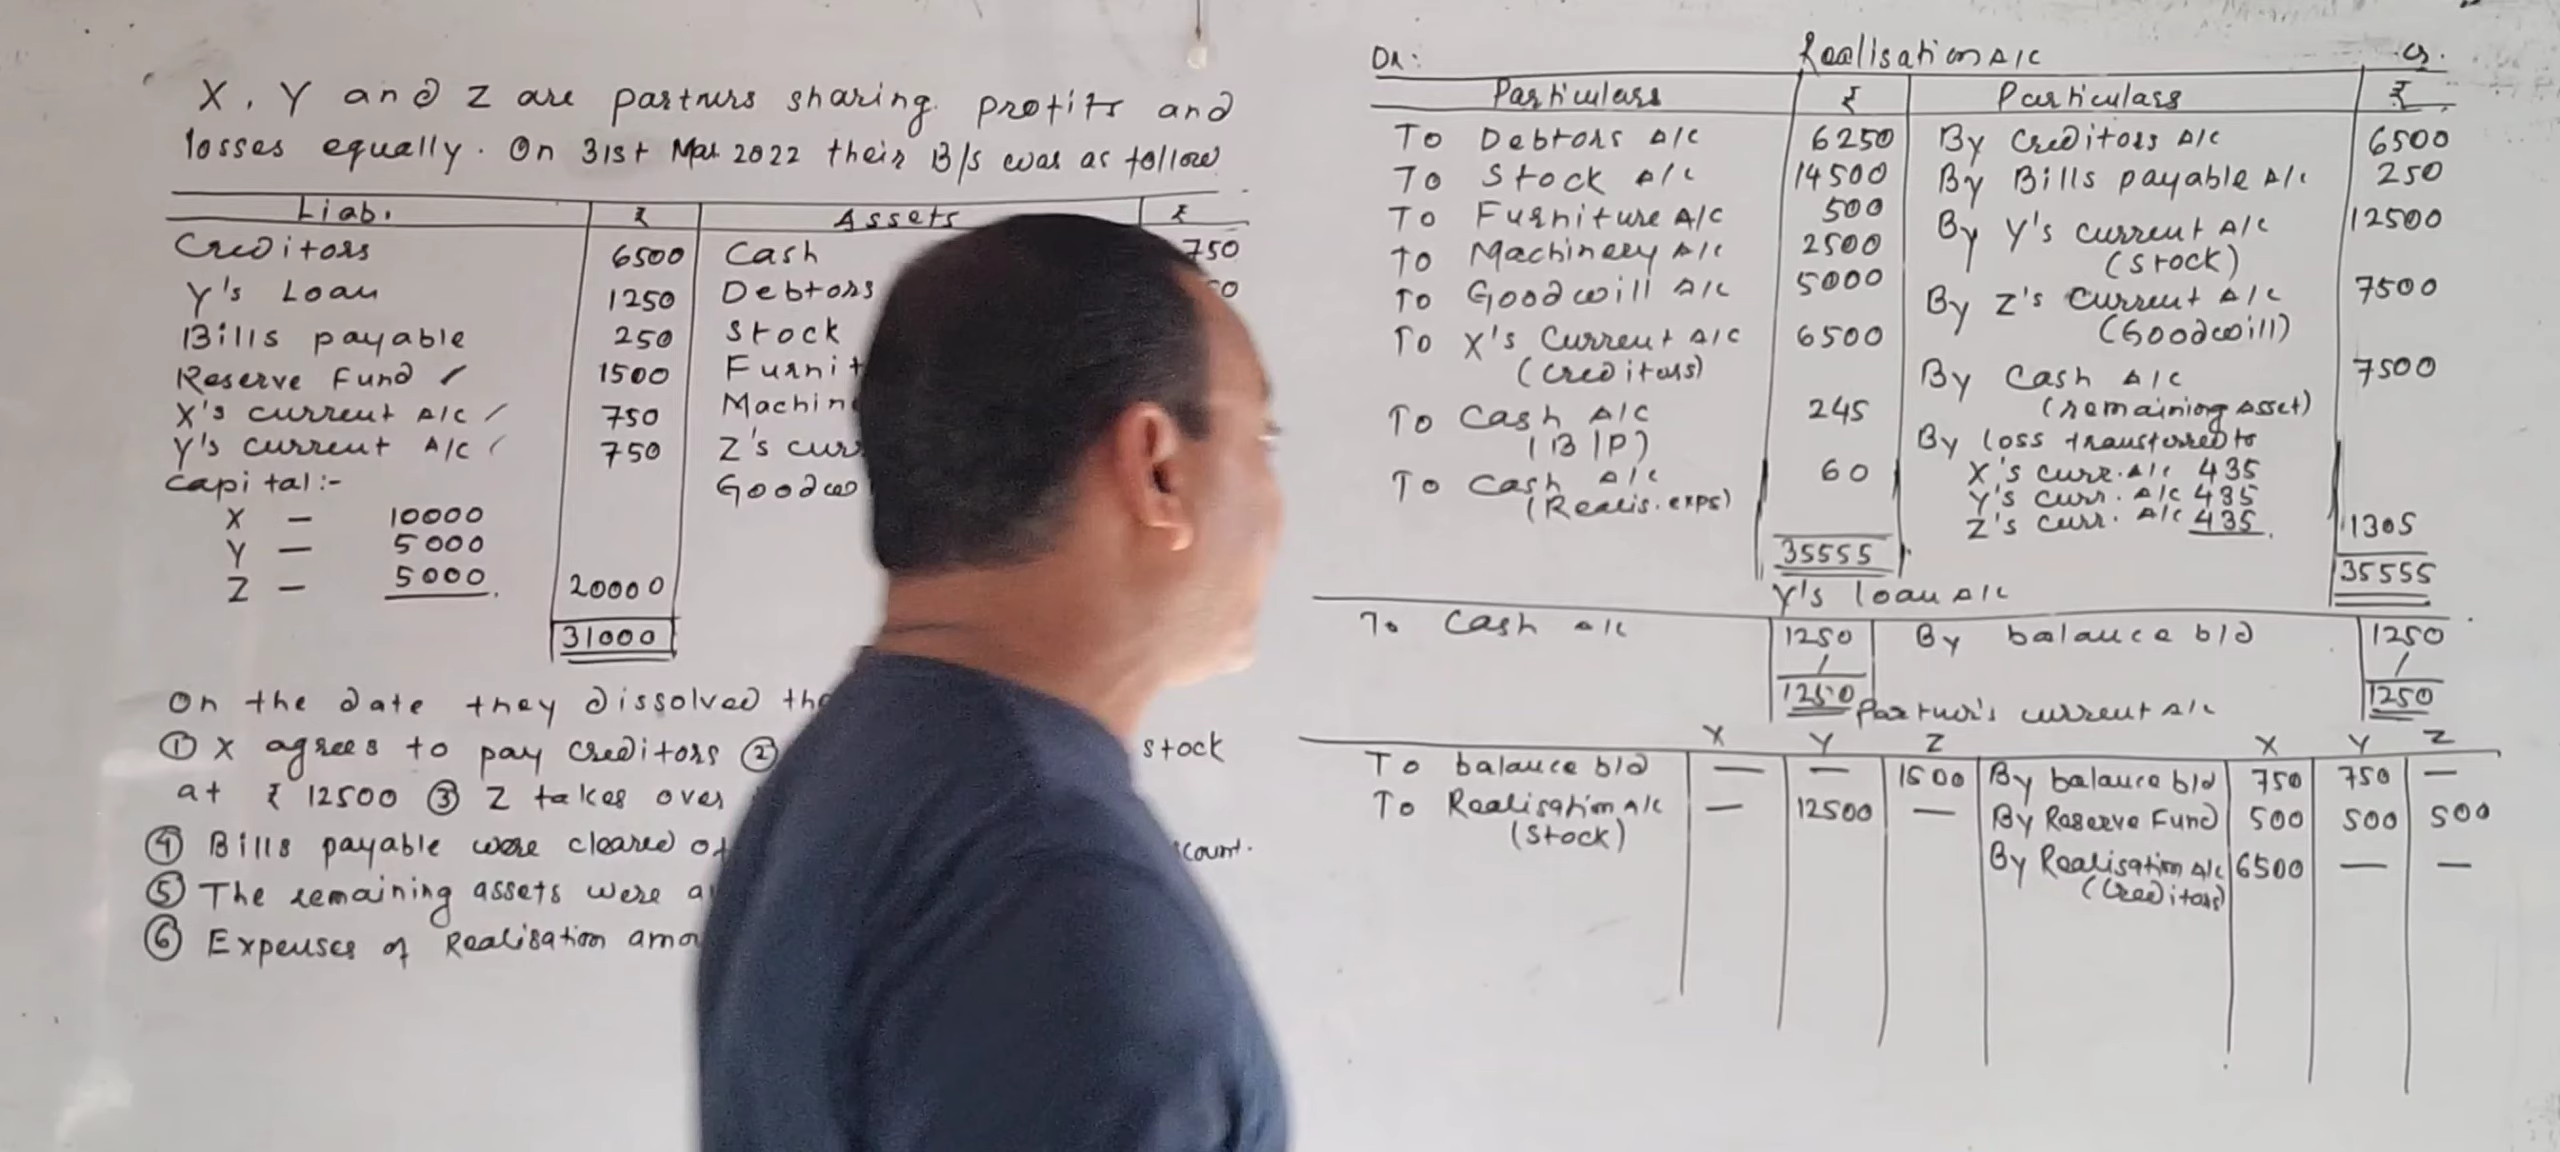 X, Y and Z are partners sharing profits and
losses equally. On 31st Mar 2022 their B/s was as follow
Liab. ₹ Assets ₹
Creditors 6500 Cash 750
Y's Loan 1250 Debtors
Bills payable 250 Stock
Reserve Fund 1500
X's current A/c 750
Y's current A/c 750 Z's
Capital :-
X — 10000
Y — 5000
Z — 5000 20000
31000
On the date they dissolved
① X agrees to pay creditors ② stock
at ₹ 12500 ③ Z takes over
④ Bills payable were cleared
⑤ The remaining assets were
⑥ Expenses of Realisation
Dr. Realisation A/c Cr.
Particulars ₹ Particulars ₹
To Debtors A/c 6250 By Creditors A/c 6500
To Stock A/c 14500 By Bills payable A/c 250
To Furniture A/c 500 By Y's current A/c 12500
To Machinery A/c 2500 (stock)
To Goodwill A/c 5000 By Z's Current A/c 7500
To X's Current A/c 6500 (Goodwill)
(creditors) By Cash A/c 7500
To Cash A/c 245 (remaining asset)
(B/P) By loss transferred to
To Cash A/c 60 X's curr. A/c 435
(Realis. exps) Y's curr. A/c 435
Z's curr. A/c 435 1305
35555 35555
Y's loan A/c
To Cash A/c 1250 By balance b/d 1250
1250 1250
Partner's current A/c
X Y Z X Y Z
To balance b/d — — 1500 By balance b/d 750 750 —
To Realisation A/c — 12500 — By Reserve Fund 500 500 500
(Stock) By Realisation A/c 6500 — —
(Creditors)